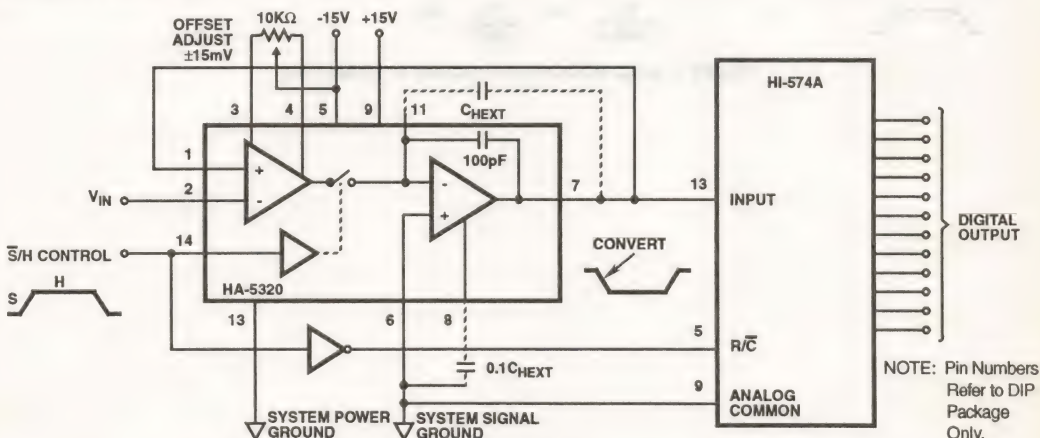 OFFSET
ADJUST
±15mV
10KΩ
-15V
+15V
HI-574A
3
4
5
9
11
C_HEXT
100pF
1
+
2
-
V_IN
-
+
7
13
INPUT
DIGITAL
OUTPUT
S̅/H CONTROL
14
CONVERT
S
H
HA-5320
13
6
8
5
R/C̅
0.1C_HEXT
9
ANALOG
COMMON
SYSTEM POWER
GROUND
SYSTEM SIGNAL
GROUND
NOTE: Pin Numbers
Refer to DIP
Package
Only.